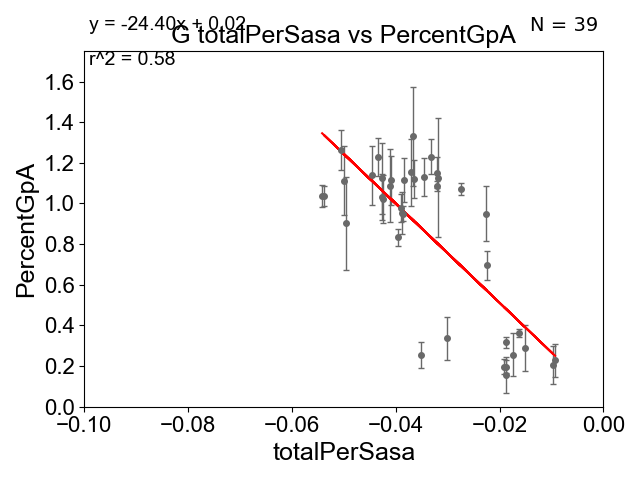 y = -24.40x + 0.02
G totalPerSasa vs PercentGpA
N = 39
r^2 = 0.58
1.6
1.4
1.2
1.0
0.8
0.6
0.4
0.2
0.0
PercentGpA
−0.10 −0.08 −0.06 −0.04 −0.02 0.00
totalPerSasa